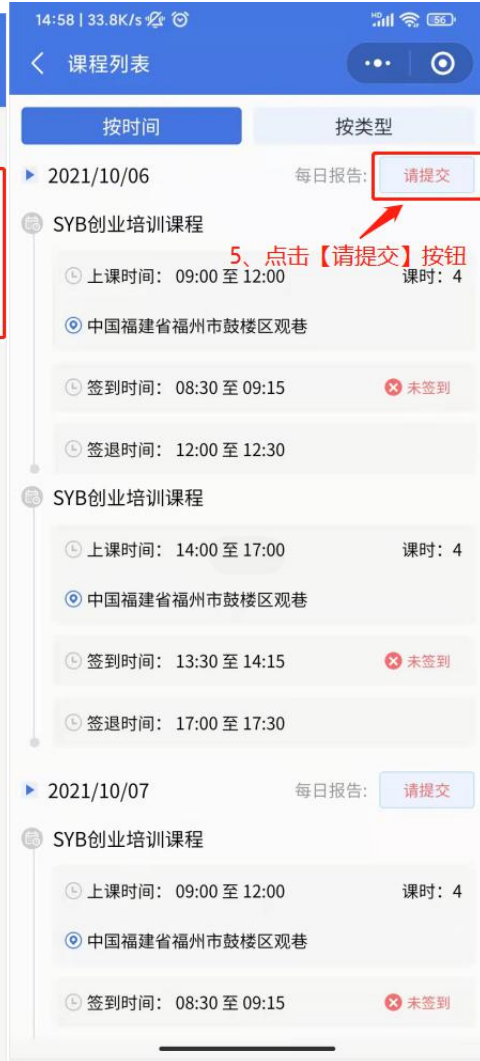 14:58 | 33.8K/s
HD 56
课程列表
按时间 按类型
2021/10/06 每日报告: 请提交
SYB创业培训课程
5、点击【请提交】按钮
上课时间： 09:00 至 12:00 课时：4
中国福建省福州市鼓楼区观巷
签到时间： 08:30 至 09:15 未签到
签退时间： 12:00 至 12:30
SYB创业培训课程
上课时间： 14:00 至 17:00 课时：4
中国福建省福州市鼓楼区观巷
签到时间： 13:30 至 14:15 未签到
签退时间： 17:00 至 17:30
2021/10/07 每日报告: 请提交
SYB创业培训课程
上课时间： 09:00 至 12:00 课时：4
中国福建省福州市鼓楼区观巷
签到时间： 08:30 至 09:15 未签到